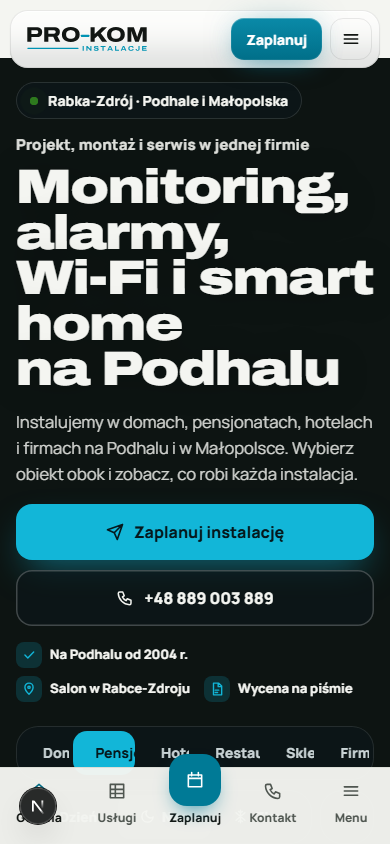 PRO-KOM
INSTALACJE
Zaplanuj
Rabka-Zdrój · Podhale i Małopolska
Projekt, montaż i serwis w jednej firmie
Monitoring,
alarmy,
Wi-Fi i smart
home
na Podhalu
Instalujemy w domach, pensjonatach, hotelach
i firmach na Podhalu i w Małopolsce. Wybierz
obiekt obok i zobacz, co robi każda instalacja.
Zaplanuj instalację
+48 889 003 889
Na Podhalu od 2004 r.
Salon w Rabce-Zdroju
Wycena na piśmie
N
Usługi
Zaplanuj
Kontakt
Menu